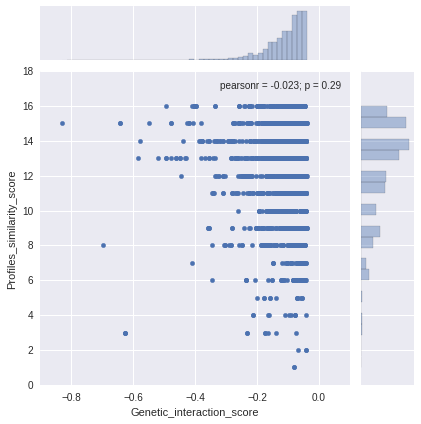 pearsonr = -0.023; p = 0.29
18
16
14
12
10
8
6
4
2
0
Profiles_similarity_score
−0.8 −0.6 −0.4 −0.2 0.0
Genetic_interaction_score